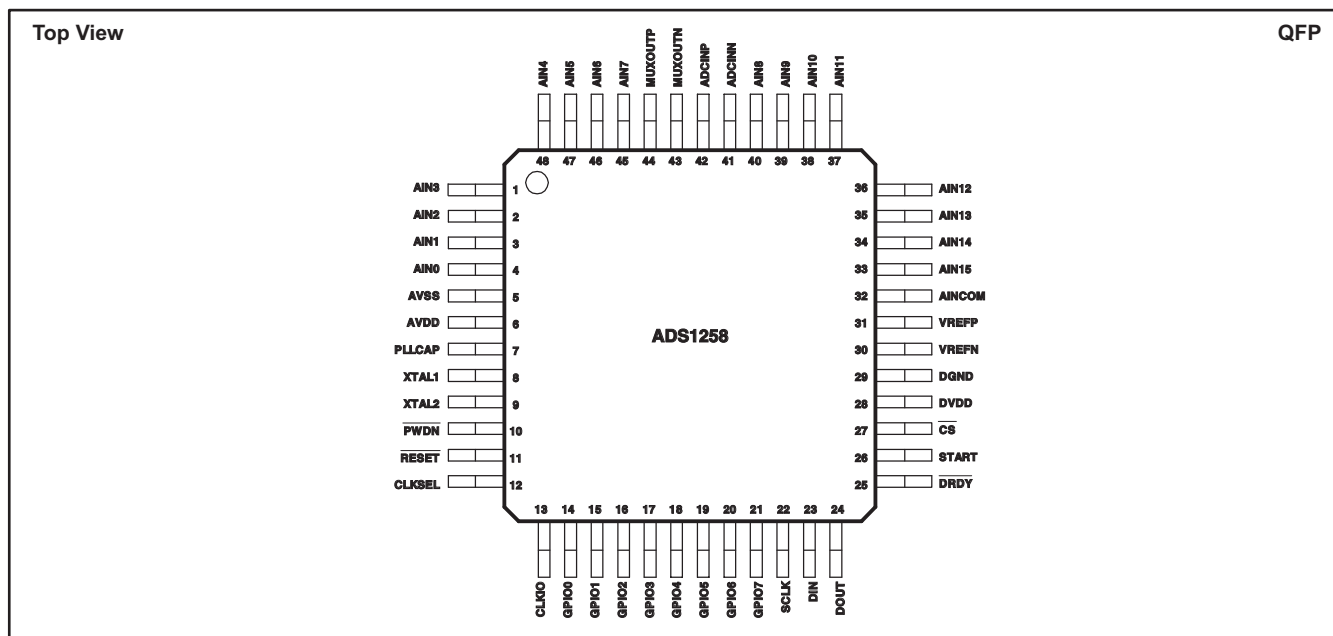 Top View
QFP
AIN4
AIN5
AIN6
AIN7
MUXOUTP
MUXOUTN
ADCINP
ADCINN
AIN8
AIN9
AIN10
AIN11
48 47 46 45 44 43 42 41 40 39 38 37
AIN3 1
AIN2 2
AIN1 3
AIN0 4
AVSS 5
AVDD 6
PLLCAP 7
XTAL1 8
XTAL2 9
PWDN 10
RESET 11
CLKSEL 12
ADS1258
36 AIN12
35 AIN13
34 AIN14
33 AIN15
32 AINCOM
31 VREFP
30 VREFN
29 DGND
28 DVDD
27 CS
26 START
25 DRDY
13 14 15 16 17 18 19 20 21 22 23 24
CLKIO
GPIO0
GPIO1
GPIO2
GPIO3
GPIO4
GPIO5
GPIO6
GPIO7
SCLK
DIN
DOUT